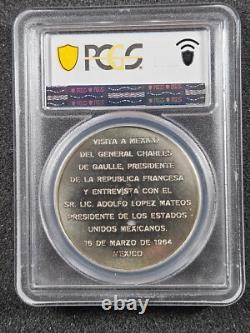 PCGS
VISITA A MEXICO
DEL GENERAL CHARLES
DE GAULLE, PRESIDENTE
DE LA REPUBLICA FRANCESA
Y ENTREVISTA CON EL
SR. LIC. ADOLFO LOPEZ MATEOS
PRESIDENTE DE LOS ESTADOS
UNIDOS MEXICANOS.
16 DE MARZO DE 1964
MEXICO